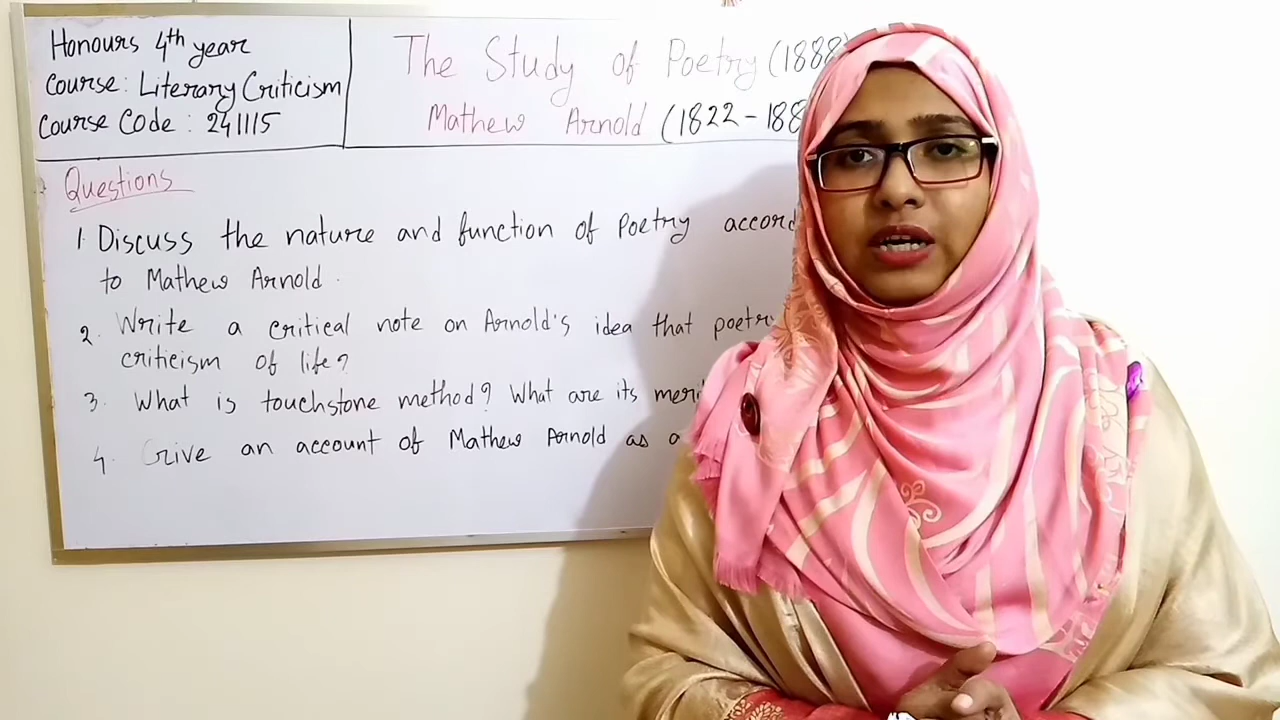 Honours 4th year
Course: Literary Criticism
Course Code: 241115
The Study of Poetry (1888
Mathew Arnold (1822-188
Questions
1. Discuss the nature and function of Poetry accord
to Mathew Arnold.
2. Write a critical note on Arnold's idea that poetry
criticism of life?
3. What is touchstone method? What are its meri
4. Give an account of Mathew Arnold as a